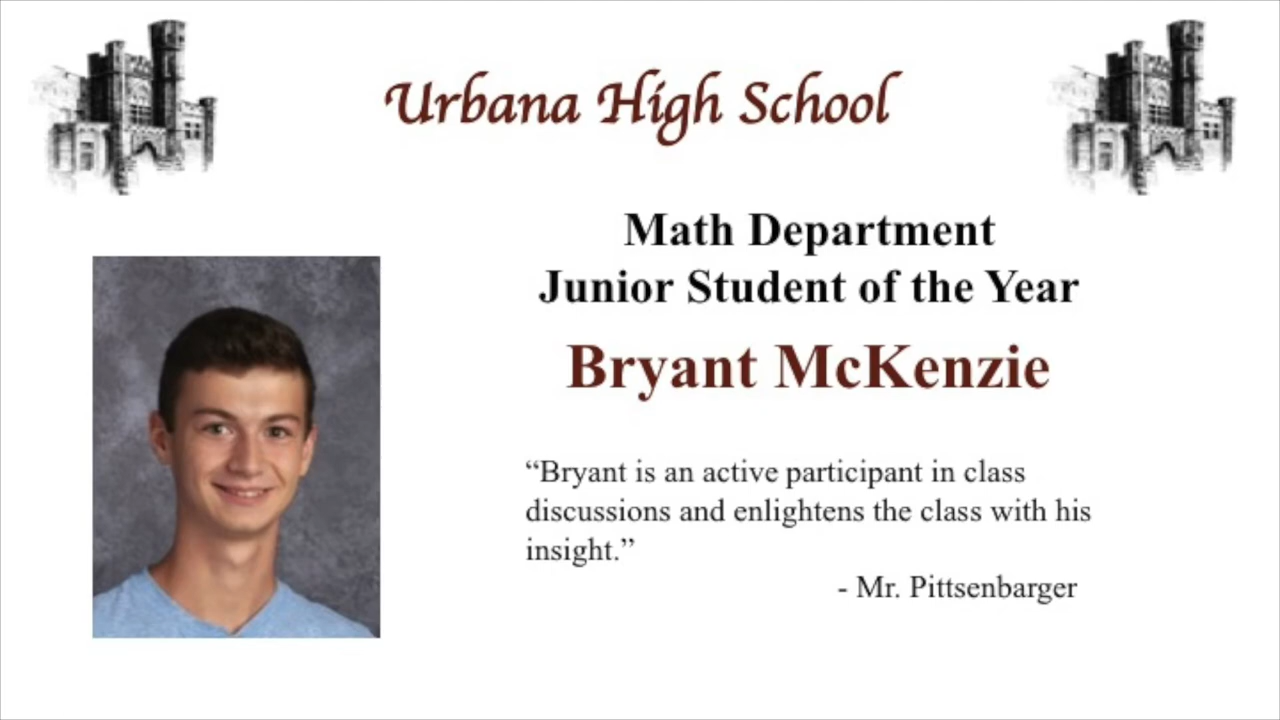 Urbana High School
Math Department
Junior Student of the Year
Bryant McKenzie
“Bryant is an active participant in class
discussions and enlightens the class with his
insight.”
- Mr. Pittsenbarger